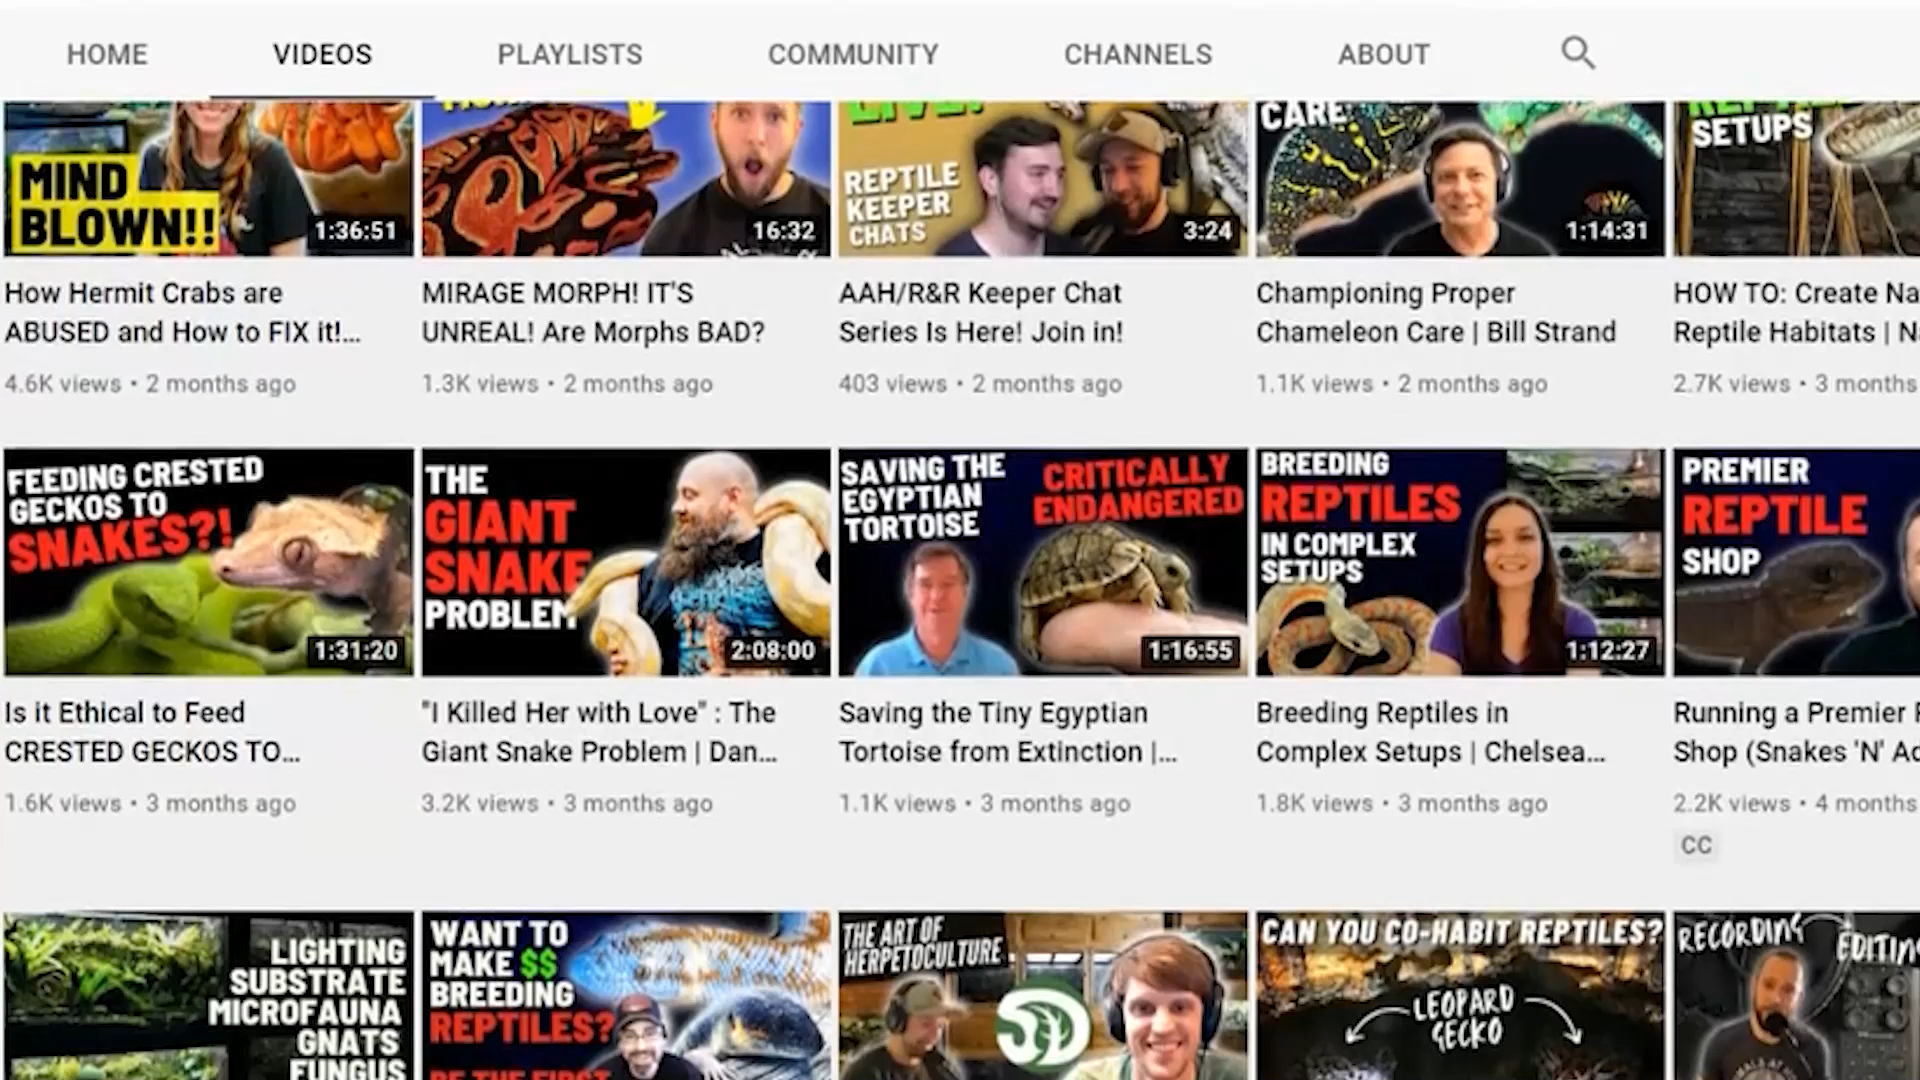 HOME VIDEOS PLAYLISTS COMMUNITY CHANNELS ABOUT
MIND
BLOWN!!
1:36:51
How Hermit Crabs are
ABUSED and How to FIX it!...
4.6K views • 2 months ago
16:32
MIRAGE MORPH! IT'S
UNREAL! Are Morphs BAD?
1.3K views • 2 months ago
REPTILE
KEEPER
CHATS
3:24
AAH/R&R Keeper Chat
Series Is Here! Join in!
403 views • 2 months ago
CARE
1:14:31
Championing Proper
Chameleon Care | Bill Strand
1.1K views • 2 months ago
SETUPS
HOW TO: Create Na
Reptile Habitats | Na
2.7K views • 3 months
FEEDING CRESTED
GECKOS TO
SNAKES?!
1:31:20
Is it Ethical to Feed
CRESTED GECKOS TO...
1.6K views • 3 months ago
THE
GIANT
SNAKE
PROBLEM
2:08:00
"I Killed Her with Love" : The
Giant Snake Problem | Dan...
3.2K views • 3 months ago
SAVING THE
EGYPTIAN
TORTOISE
CRITICALLY
ENDANGERED
1:16:55
Saving the Tiny Egyptian
Tortoise from Extinction |...
1.1K views • 3 months ago
BREEDING
REPTILES
IN COMPLEX
SETUPS
1:12:27
Breeding Reptiles in
Complex Setups | Chelsea...
1.8K views • 3 months ago
PREMIER
REPTILE
SHOP
Running a Premier
Shop (Snakes 'N' Ad
2.2K views • 4 months
CC
LIGHTING
SUBSTRATE
MICROFAUNA
GNATS
FUNGUS
WANT TO
MAKE $$
BREEDING
REPTILES?
BE THE FIRST
THE ART OF
HERPETOCULTURE
SD
CAN YOU CO-HABIT REPTILES?
LEOPARD
GECKO
RECORDING
EDITIN